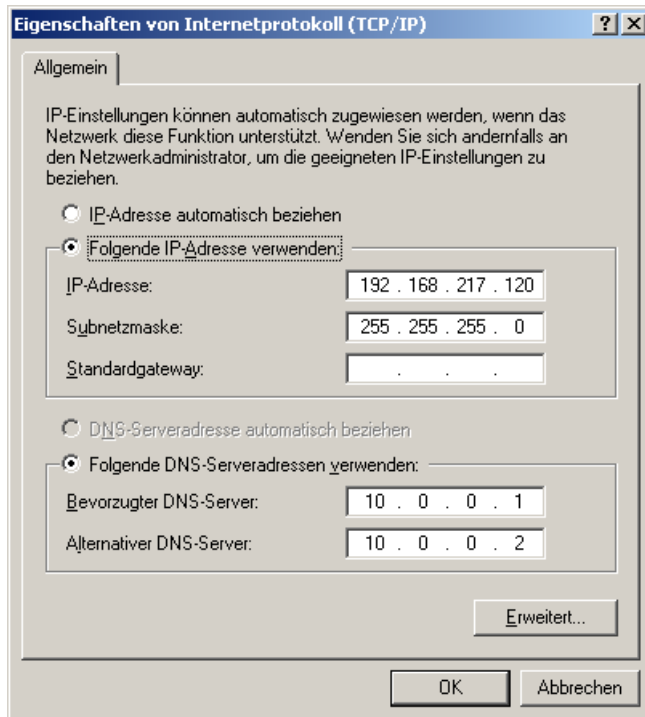 Eigenschaften von Internetprotokoll (TCP/IP)
Allgemein
IP-Einstellungen können automatisch zugewiesen werden, wenn das
Netzwerk diese Funktion unterstützt. Wenden Sie sich andernfalls an
den Netzwerkadministrator, um die geeigneten IP-Einstellungen zu
beziehen.
IP-Adresse automatisch beziehen
Folgende IP-Adresse verwenden:
IP-Adresse: 192 . 168 . 217 . 120
Subnetzmaske: 255 . 255 . 255 . 0
Standardgateway: . . .
DNS-Serveradresse automatisch beziehen
Folgende DNS-Serveradressen verwenden:
Bevorzugter DNS-Server: 10 . 0 . 0 . 1
Alternativer DNS-Server: 10 . 0 . 0 . 2
Erweitert...
OK Abbrechen